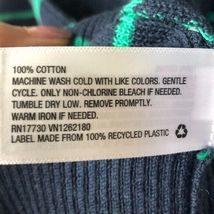 100% COTTON
MACHINE WASH COLD WITH LIKE COLORS. GENTLE
CYCLE. ONLY NON-CHLORINE BLEACH IF NEEDED.
TUMBLE DRY LOW. REMOVE PROMPTLY.
WARM IRON IF NEEDED.
RN17730 VN1262180
LABEL MADE FROM 100% RECYCLED PLASTIC